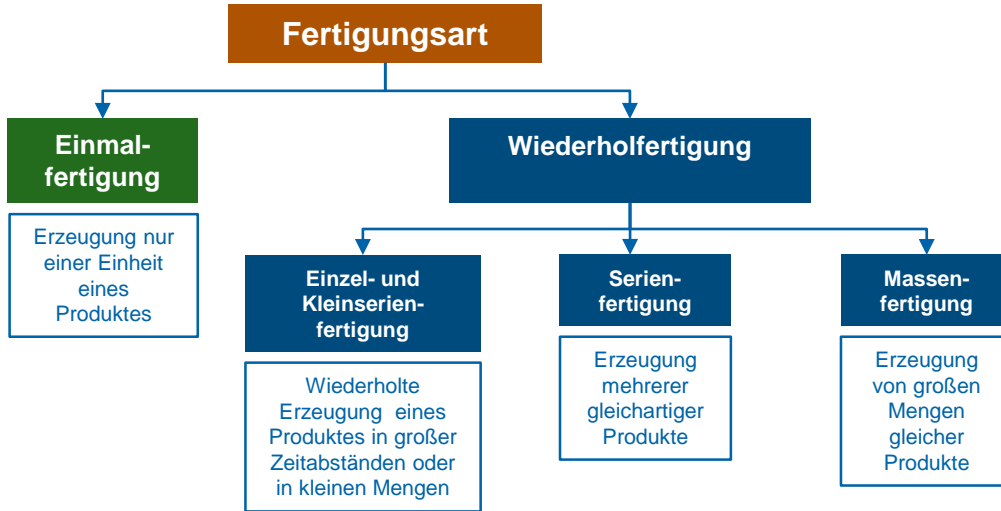 Fertigungsart
Einmal-
fertigung
Erzeugung nur
einer Einheit
eines
Produktes
Wiederholfertigung
Einzel- und
Kleinserien-
fertigung
Wiederholte
Erzeugung eines
Produktes in großer
Zeitabständen oder
in kleinen Mengen
Serien-
fertigung
Erzeugung
mehrerer
gleichartiger
Produkte
Massen-
fertigung
Erzeugung
von großen
Mengen
gleicher
Produkte